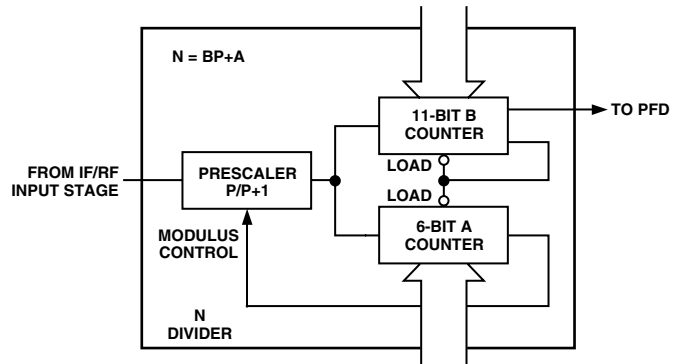 N = BP+A
11-BIT B
COUNTER
TO PFD
LOAD
FROM IF/RF
INPUT STAGE
PRESCALER
P/P+1
LOAD
MODULUS
CONTROL
6-BIT A
COUNTER
N
DIVIDER